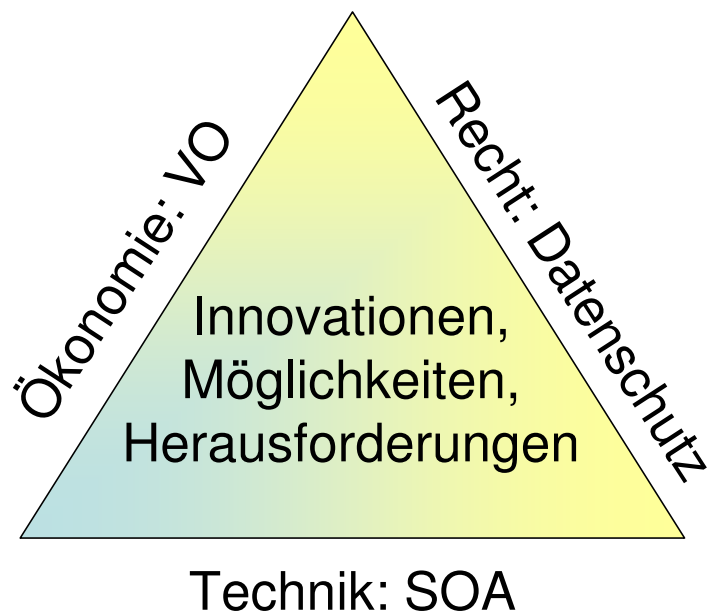 Ökonomie: VO
Recht: Datenschutz
Innovationen,
Möglichkeiten,
Herausforderungen
Technik: SOA